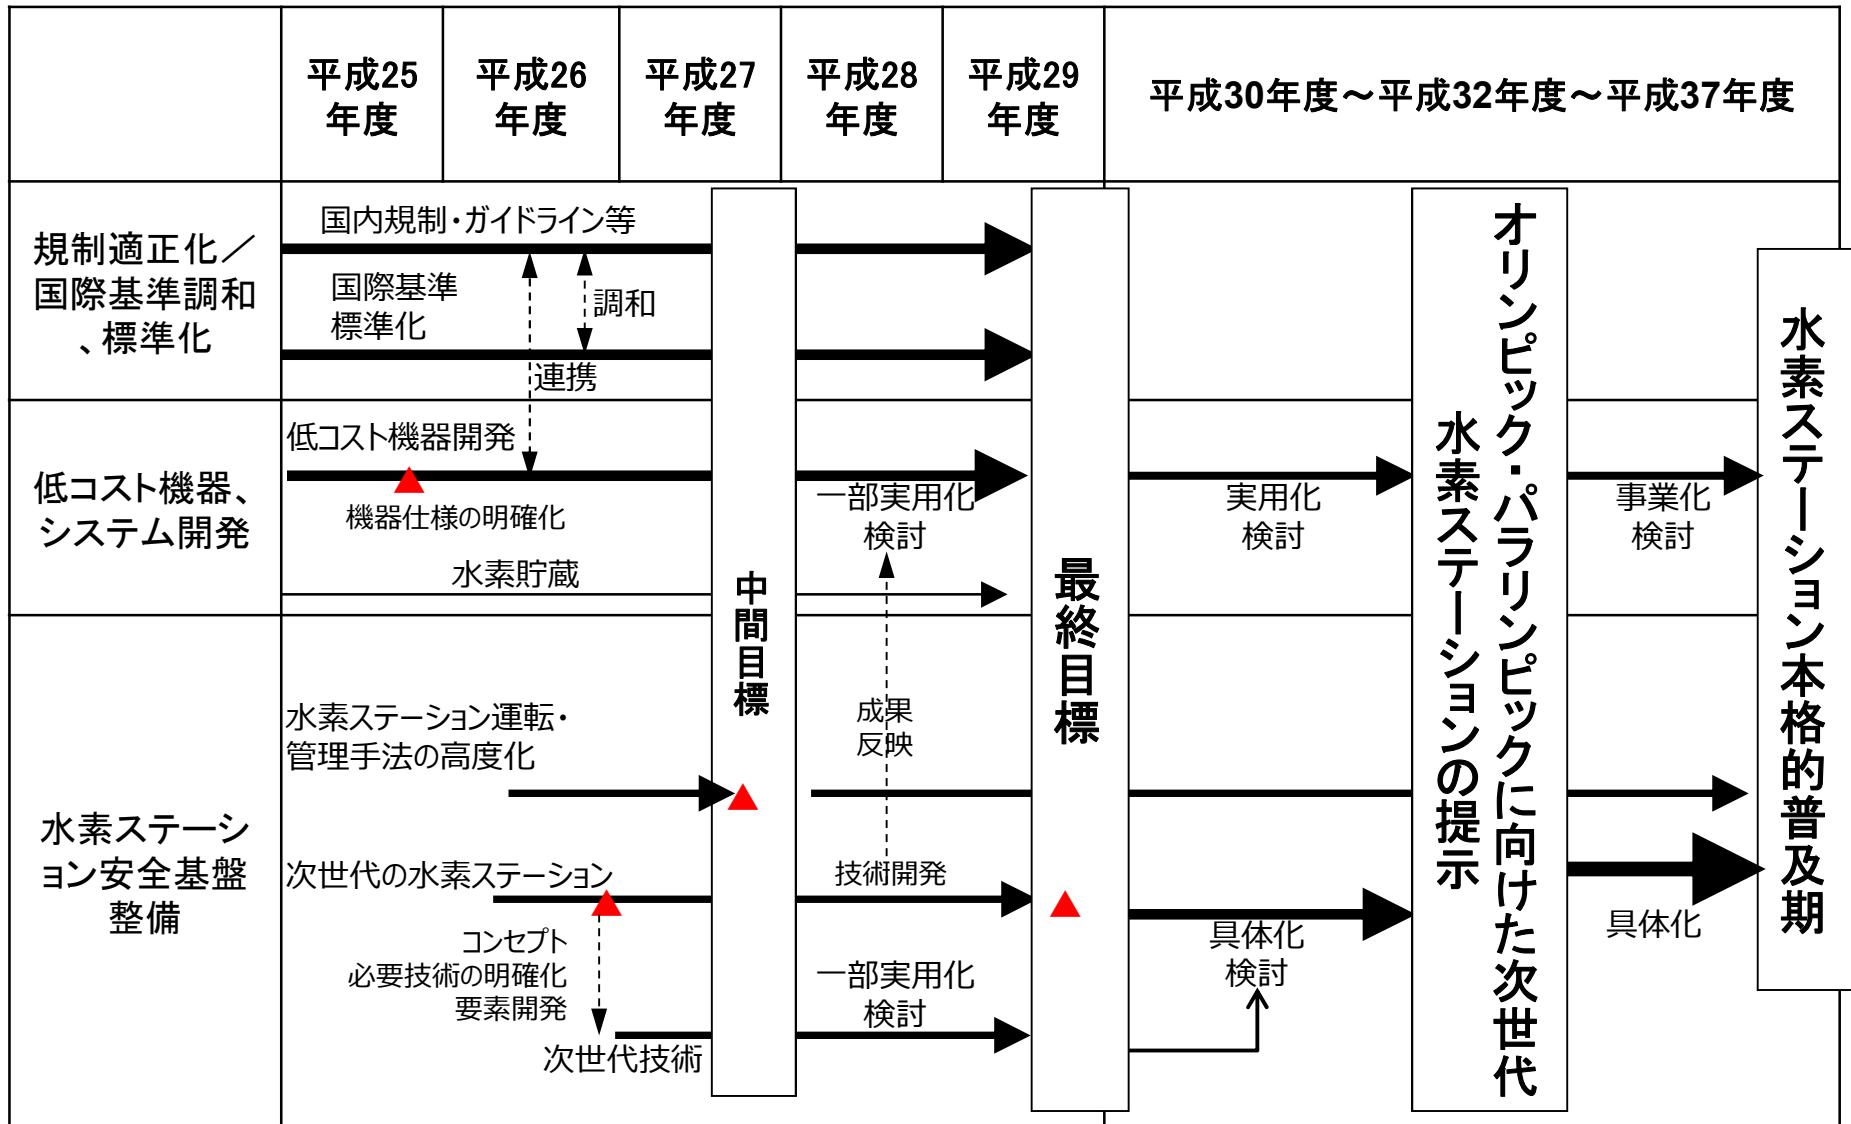 平成25
年度
平成26
年度
平成27
年度
平成28
年度
平成29
年度
平成30年度～平成32年度～平成37年度
規制適正化／
国際基準調和
、標準化
国内規制・ガイドライン等
国際基準
標準化
調和
連携
低コスト機器、
システム開発
低コスト機器開発
機器仕様の明確化
水素貯蔵
一部実用化
検討
実用化
検討
事業化
検討
水素ステーシ
ョン安全基盤
整備
水素ステーション運転・
管理手法の高度化
成果
反映
次世代の水素ステーション
技術開発
コンセプト
必要技術の明確化
要素開発
次世代技術
一部実用化
検討
具体化
検討
具体化
中間目標
最終目標
オリンピック・パラリンピックに向けた次世代
水素ステーションの提示
水素ステーション本格的普及期